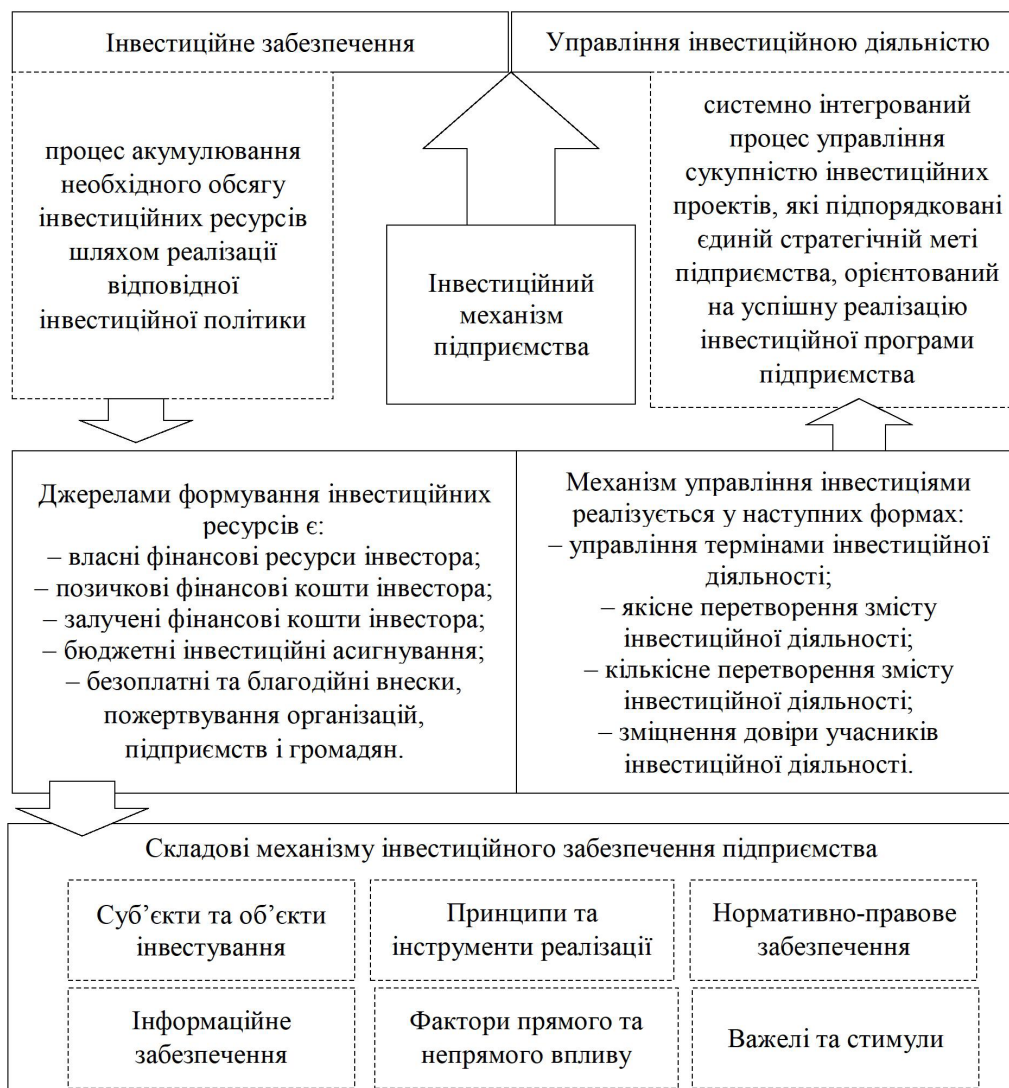 Інвестиційне забезпечення
Управління інвестиційною діяльністю
процес акумулювання
необхідного обсягу
інвестиційних ресурсів
шляхом реалізації
відповідної
інвестиційної політики
Інвестиційний
механізм
підприємства
системно інтегрований
процес управління
сукупністю інвестиційних
проектів, які підпорядковані
єдиній стратегічній меті
підприємства, орієнтований
на успішну реалізацію
інвестиційної програми
підприємства
Джерелами формування інвестиційних
ресурсів є:
– власні фінансові ресурси інвестора;
– позичкові фінансові кошти інвестора;
– залучені фінансові кошти інвестора;
– бюджетні інвестиційні асигнування;
– безоплатні та благодійні внески,
пожертвування організацій,
підприємств і громадян.
Механізм управління інвестиціями
реалізується у наступних формах:
– управління термінами інвестиційної
діяльності;
– якісне перетворення змісту
інвестиційної діяльності;
– кількісне перетворення змісту
інвестиційної діяльності;
– зміцнення довіри учасників
інвестиційної діяльності.
Складові механізму інвестиційного забезпечення підприємства
Суб’єкти та об’єкти
інвестування
Принципи та
інструменти реалізації
Нормативно-правове
забезпечення
Інформаційне
забезпечення
Фактори прямого та
непрямого впливу
Важелі та стимули